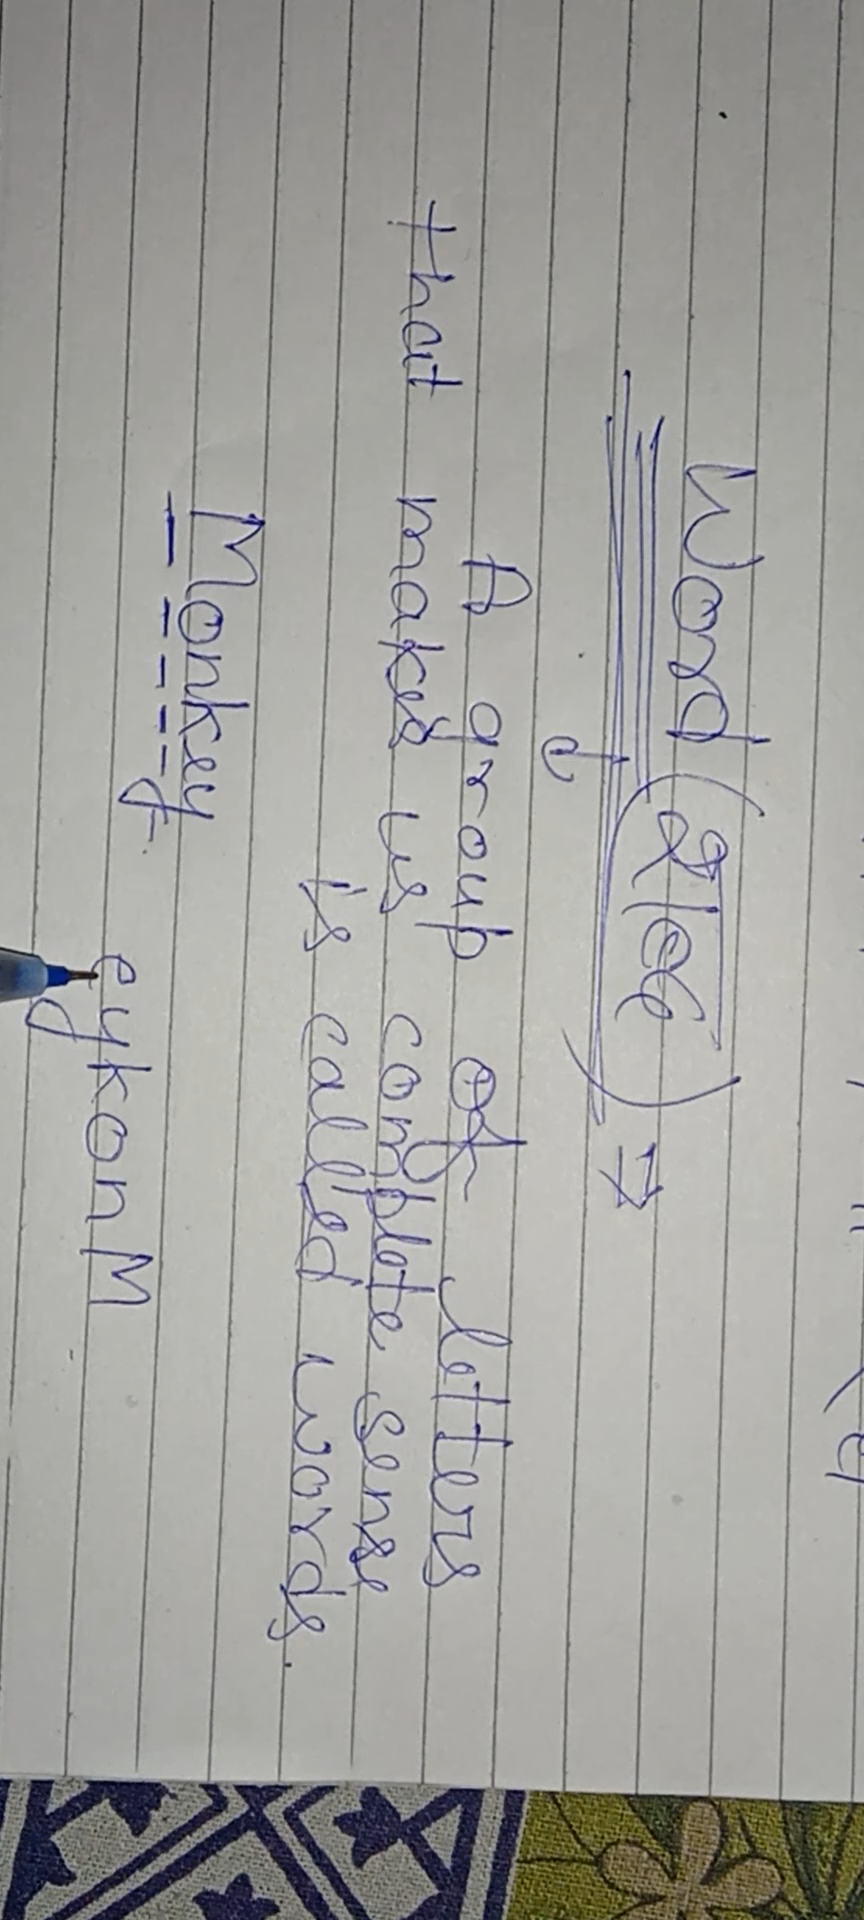 Word (शब्द) →
A group of letters
that makes us complete sense
is called words.
Monkey
eykonM